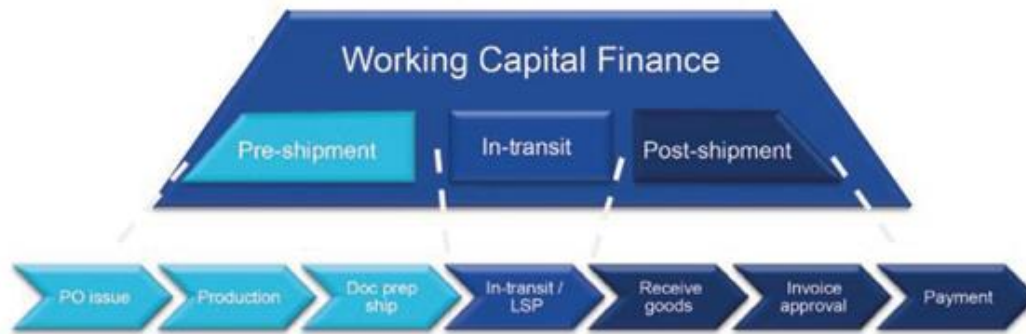 Working Capital Finance
Pre-shipment
In-transit
Post-shipment
PO issue
Production
Doc prep
ship
In-transit /
LSP
Receive
goods
Invoice
approval
Payment